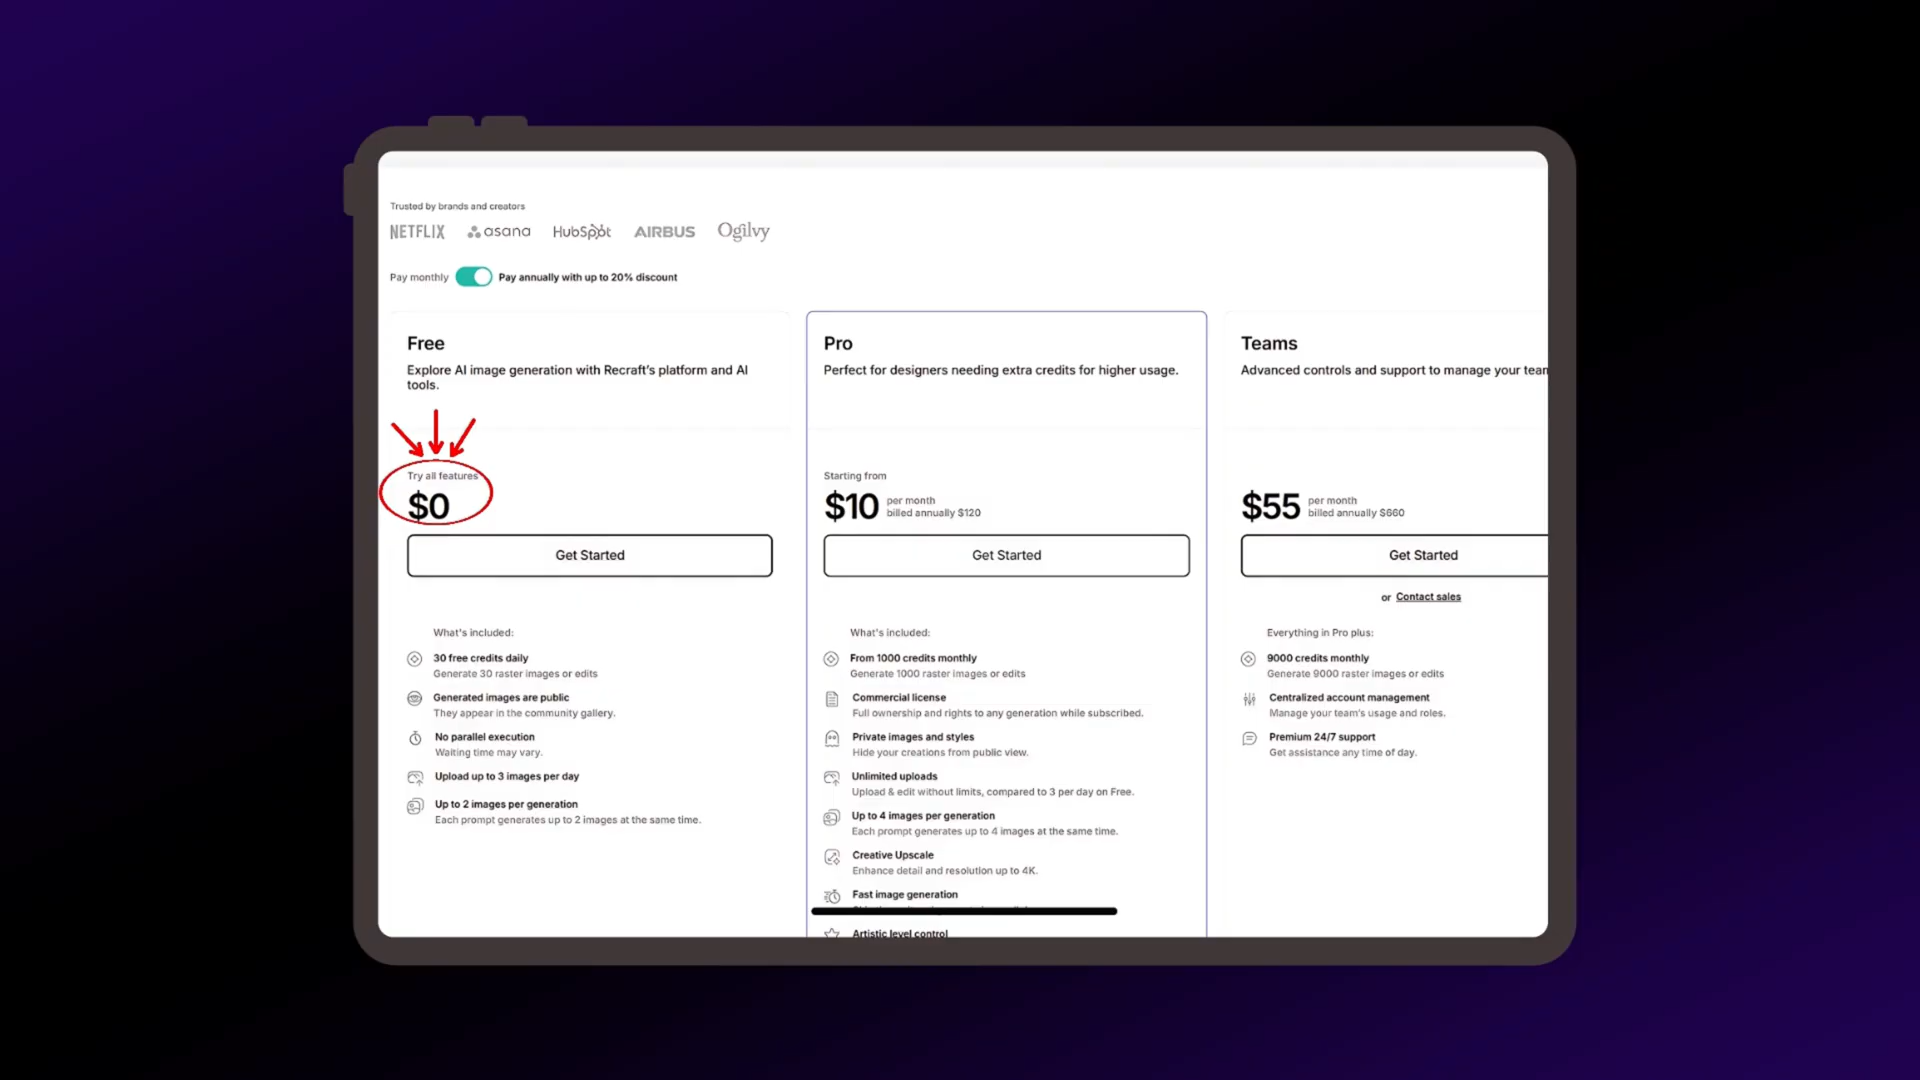 Trusted by brands and creators
NETFLIX asana HubSpot AIRBUS Ogilvy
Pay monthly Pay annually with up to 20% discount
Free
Explore AI image generation with Recraft's platform and AI
tools.
Try all features
$0
Get Started
What's included:
30 free credits daily
Generate 30 raster images or edits
Generated images are public
They appear in the community gallery.
No parallel execution
Waiting time may vary.
Upload up to 3 images per day
Up to 2 images per generation
Each prompt generates up to 2 images at the same time.
Pro
Perfect for designers needing extra credits for higher usage.
Starting from
$10 per month
billed annually $120
Get Started
What's included:
From 1000 credits monthly
Generate 1000 raster images or edits
Commercial license
Full ownership and rights to any generation while subscribed.
Private images and styles
Hide your creations from public view.
Unlimited uploads
Upload & edit without limits, compared to 3 per day on Free.
Up to 4 images per generation
Each prompt generates up to 4 images at the same time.
Creative Upscale
Enhance detail and resolution up to 4K.
Fast image generation
Artistic level control
Teams
Advanced controls and support to manage your team
$55 per month
billed annually $660
Get Started
or Contact sales
Everything in Pro plus:
9000 credits monthly
Generate 9000 raster images or edits
Centralized account management
Manage your team's usage and roles.
Premium 24/7 support
Get assistance any time of day.